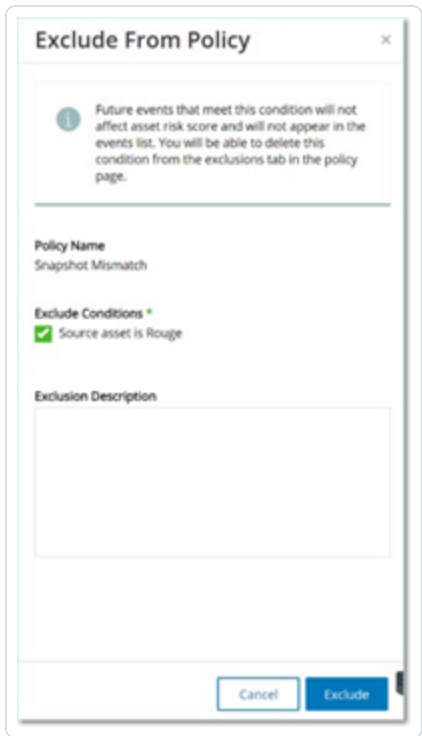 Exclude From Policy
Future events that meet this condition will not
affect asset risk score and will not appear in the
events list. You will be able to delete this
condition from the exclusions tab in the policy
page.
Policy Name
Snapshot Mismatch
Exclude Conditions *
Source asset is Rouge
Exclusion Description
Cancel
Exclude